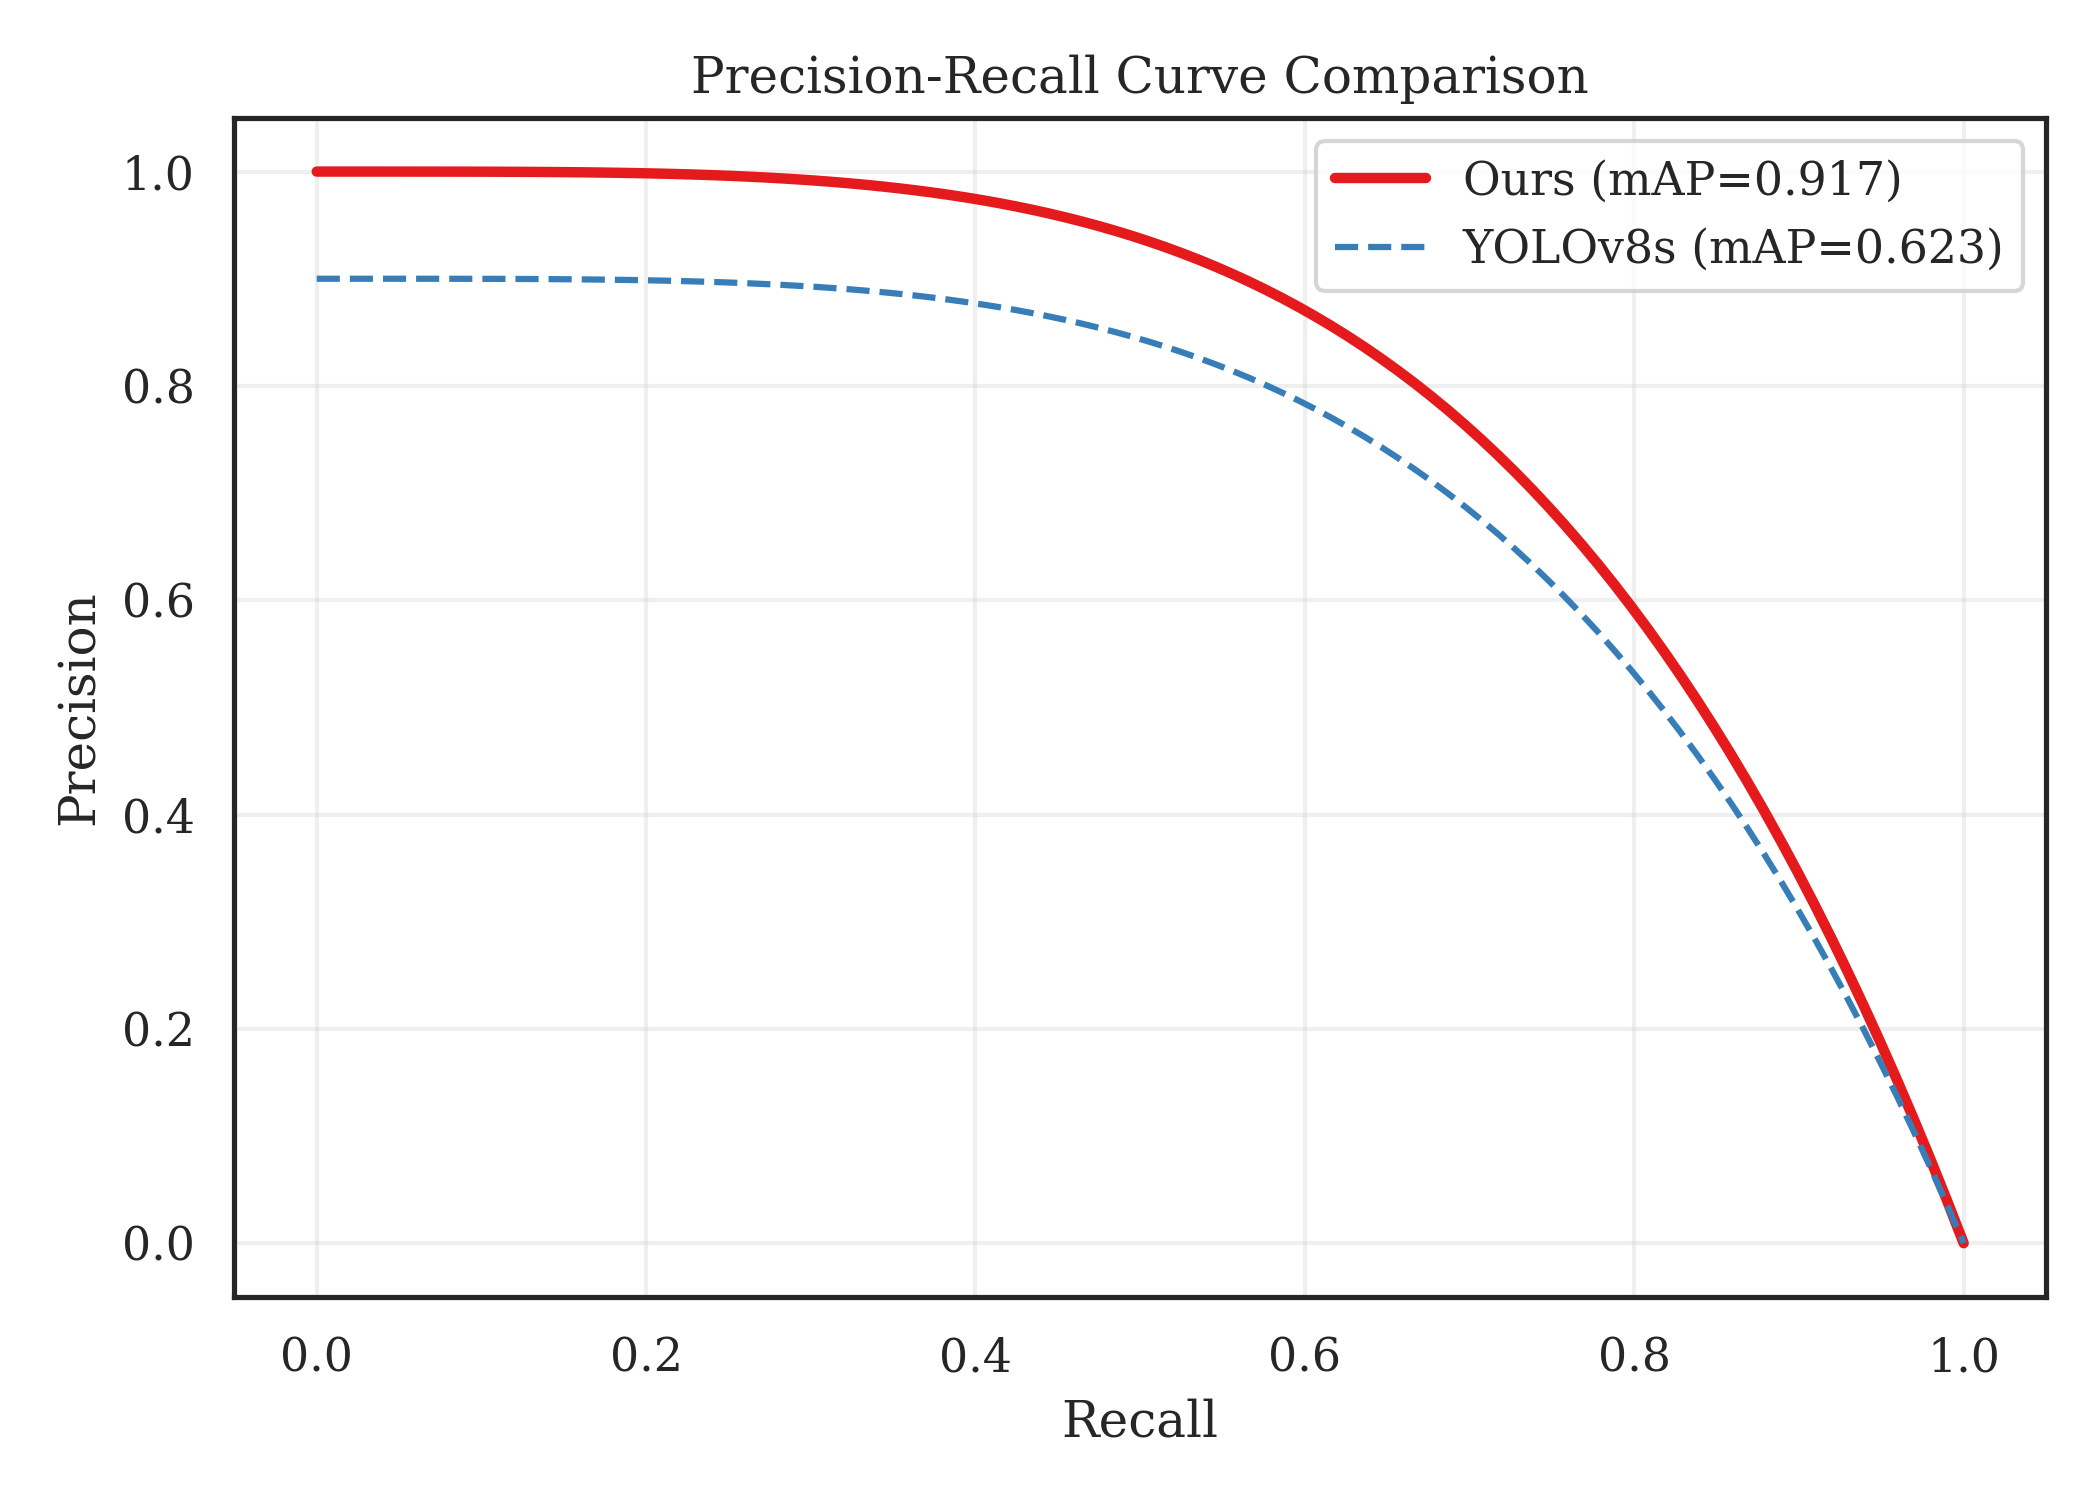 Precision-Recall Curve Comparison
Ours (mAP=0.917)
YOLOv8s (mAP=0.623)
1.0
0.8
0.6
0.4
0.2
0.0
Precision
0.0 0.2 0.4 0.6 0.8 1.0
Recall